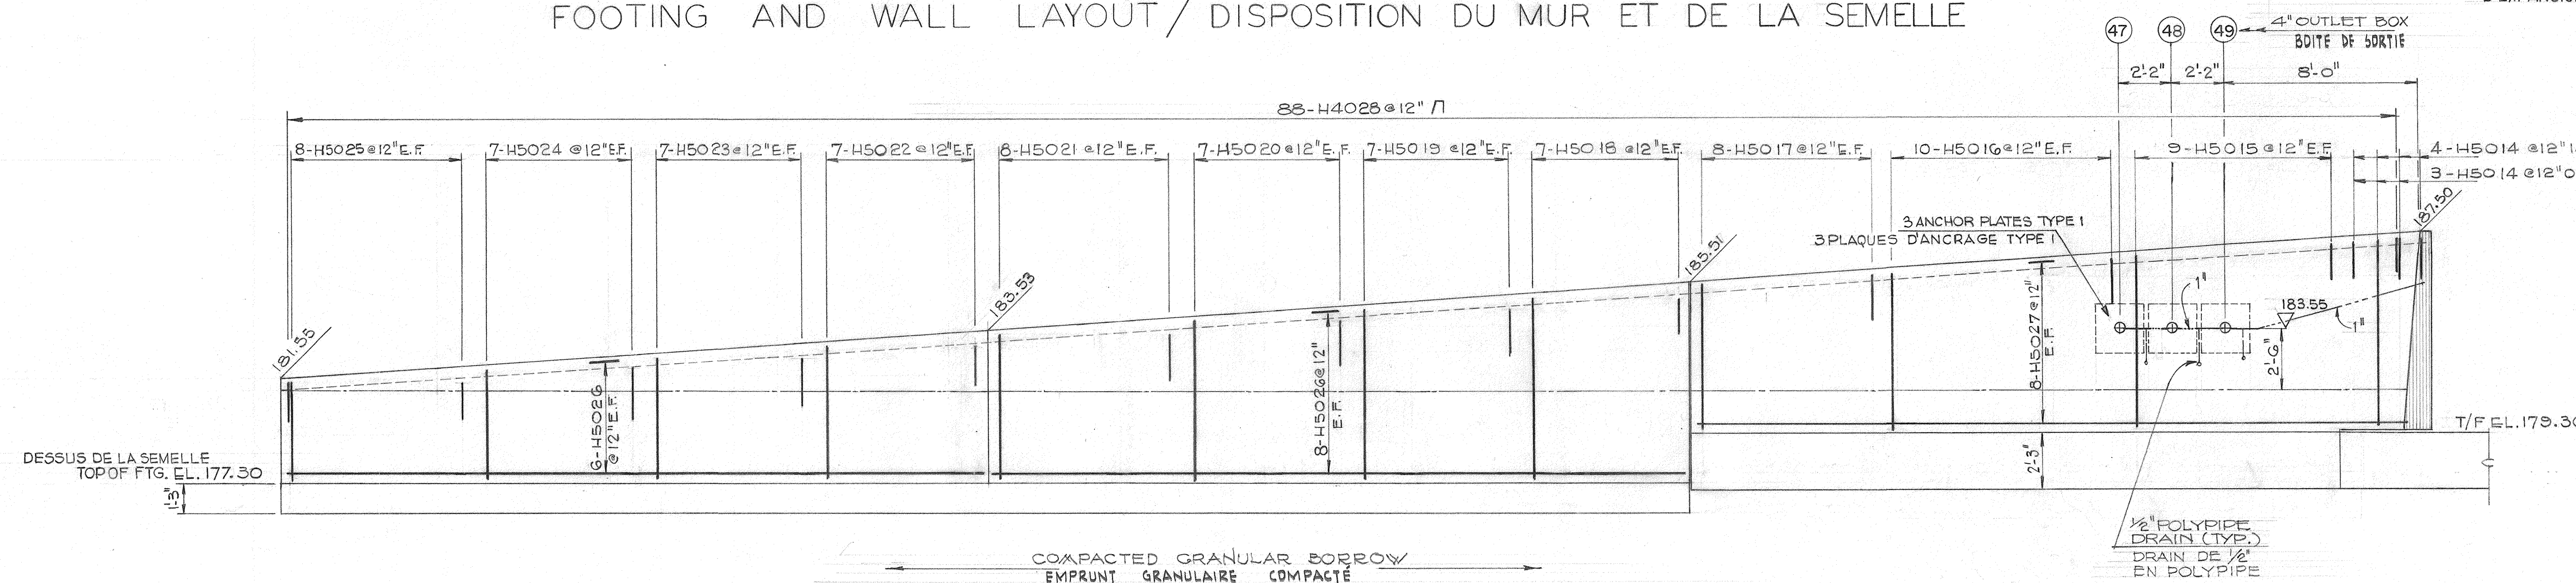 FOOTING AND WALL LAYOUT / DISPOSITION DU MUR ET DE LA SEMELLE
47 48 49
4" OUTLET BOX
BOITE DE SORTIE
2'-2" 2'-2" 8'-0"
88-H4028@12"
8-H5025@12"E.F.
7-H5024 @12"E.F.
7-H5023@12"E.F.
7-H5022@12"E.F.
8-H5021@12"E.F.
7-H5020@12"E.F.
7-H5019 @12"E.F.
7-H5018 @12"E.F.
8-H5017@12"E.F.
10-H5016@12"E.F.
9-H5015@12"E.F.
4-H5014 @12"
3-H5014 @12"
187.50
3 ANCHOR PLATES TYPE 1
3 PLAQUES D'ANCRAGE TYPE 1
185.51
183.53
181.55
1"
183.55
1"
2'-6"
6-H5026
@12"E.F.
8-H5026@12"
E.F.
8-H5027@12"
E.F.
T/F EL.179.30
DESSUS DE LA SEMELLE
TOP OF FTG. EL. 177.30
1'-3"
2'-3"
1/2" POLYPIPE
DRAIN (TYP.)
DRAIN DE 1/2"
EN POLYPIPE
COMPACTED GRANULAR BORROW
EMPRUNT GRANULAIRE COMPACTÉ